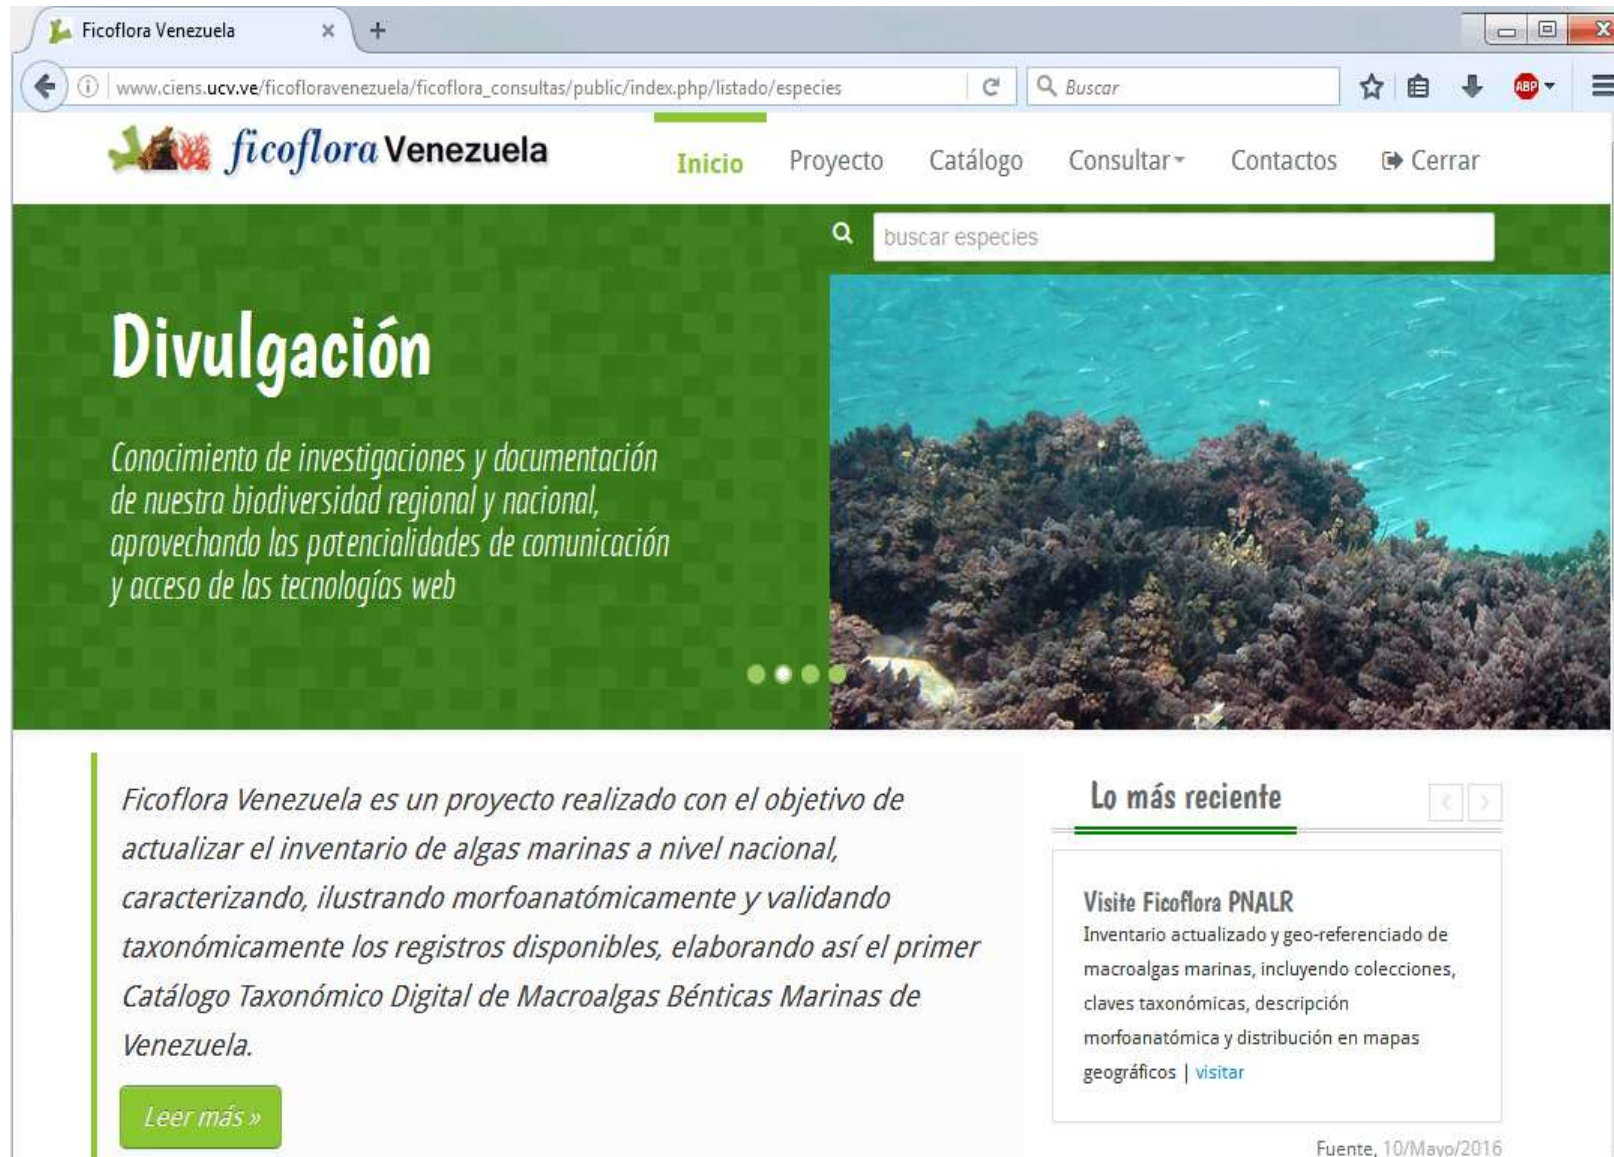 Ficoflora Venezuela
www.ciens.ucv.ve/ficofloravenezuela/ficoflora_consultas/public/index.php/listado/especies
Buscar
ABP
ficoflora Venezuela
Inicio
Proyecto
Catálogo
Consultar
Contactos
Cerrar
buscar especies
Divulgación
Conocimiento de investigaciones y documentación
de nuestra biodiversidad regional y nacional,
aprovechando las potencialidades de comunicación
y acceso de las tecnologías web
Ficoflora Venezuela es un proyecto realizado con el objetivo de
actualizar el inventario de algas marinas a nivel nacional,
caracterizando, ilustrando morfoanatómicamente y validando
taxonómicamente los registros disponibles, elaborando así el primer
Catálogo Taxonómico Digital de Macroalgas Bénticas Marinas de
Venezuela.
Leer más »
Lo más reciente
Visite Ficoflora PNALR
Inventario actualizado y geo-referenciado de
macroalgas marinas, incluyendo colecciones,
claves taxonómicas, descripción
morfoanatómica y distribución en mapas
geográficos | visitar
Fuente, 10/Mayo/2016